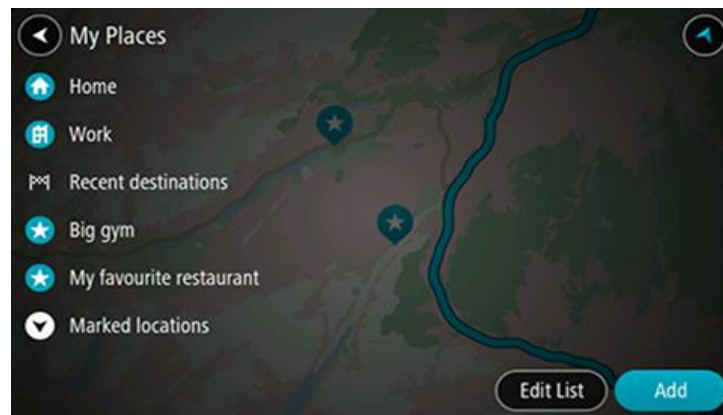 My Places
Home
Work
Recent destinations
Big gym
My favourite restaurant
Marked locations
Edit List
Add